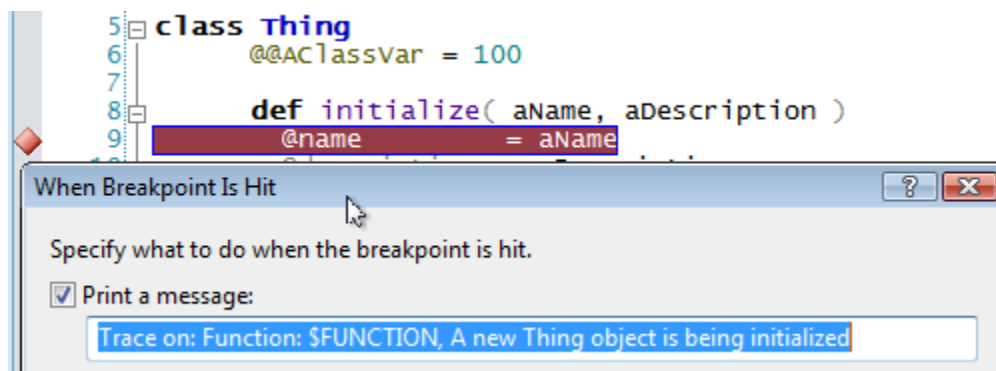 5 class Thing
6 @@AClassVar = 100
7
8 def initialize( aName, aDescription )
9 @name = aName
When Breakpoint Is Hit
Specify what to do when the breakpoint is hit.
Print a message:
Trace on: Function: $FUNCTION, A new Thing object is being initialized